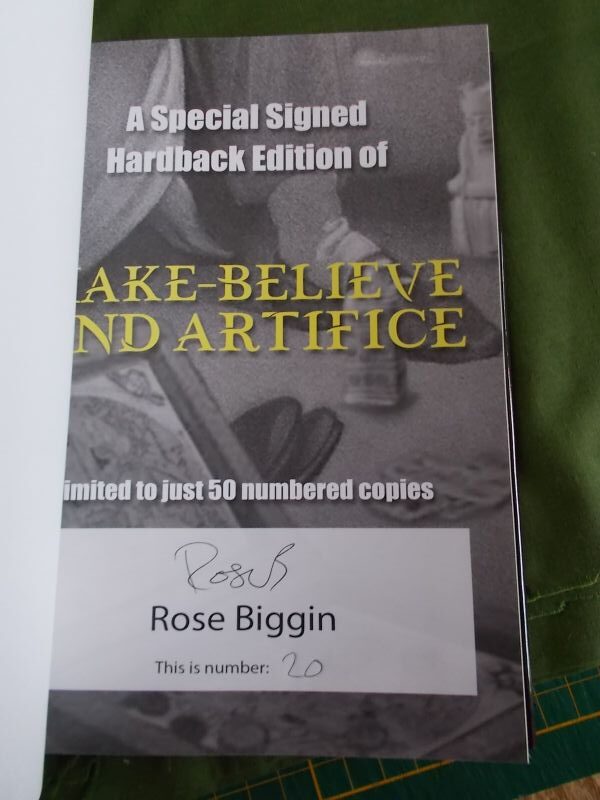 A Special Signed
Hardback Edition of
AKE-BELIEVE
ND ARTIFICE
imited to just 50 numbered copies
Rose B
Rose Biggin
This is number: 20